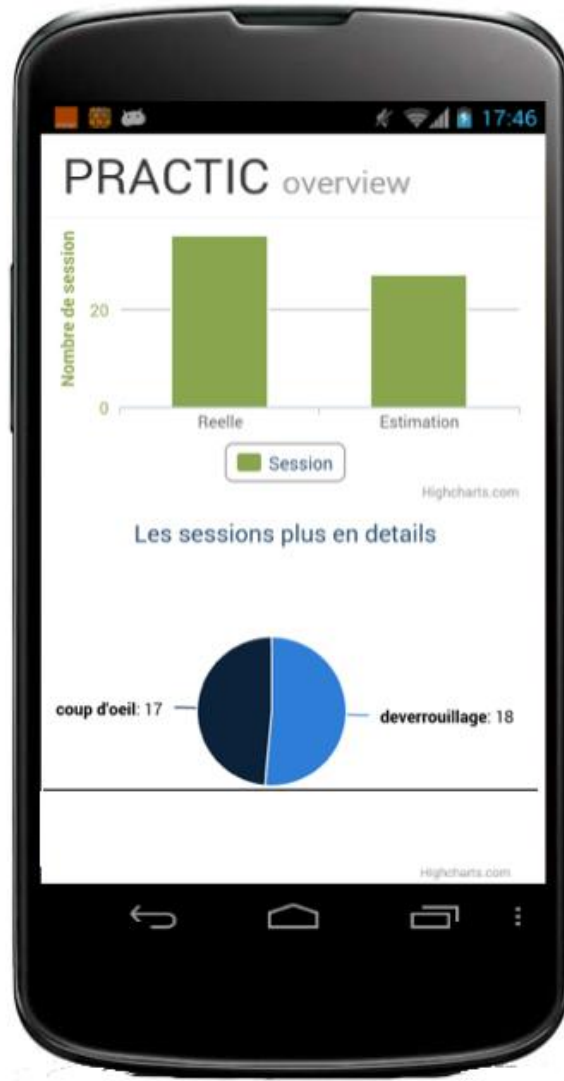 17:46
PRACTIC overview
Nombre de session
20
0
Reelle
Estimation
Session
Highcharts.com
Les sessions plus en details
coup d'oeil: 17
deverrouillage: 18
Highcharts.com